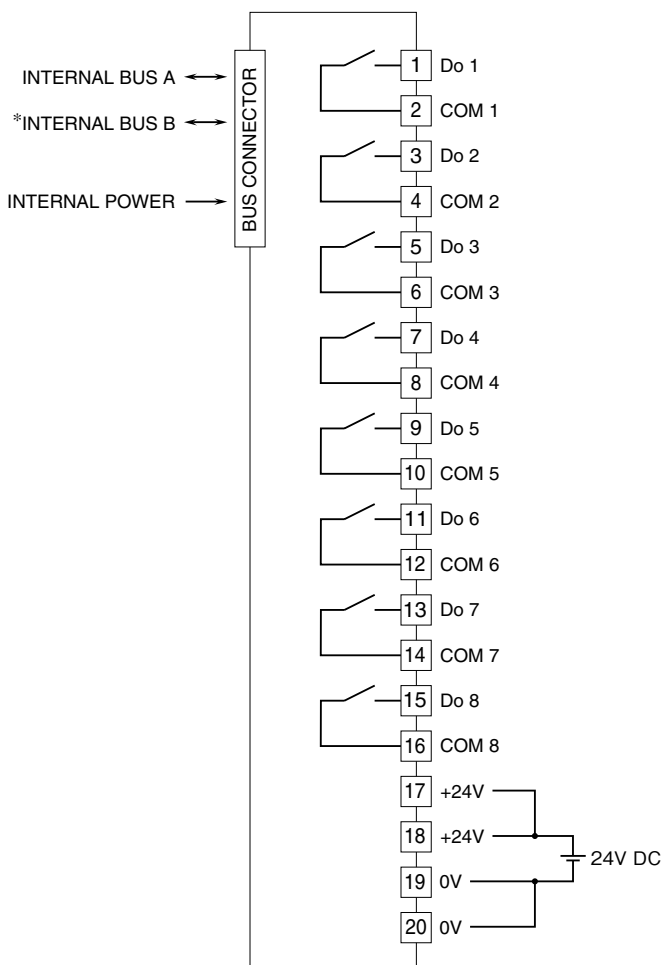 INTERNAL BUS A
*INTERNAL BUS B
INTERNAL POWER
BUS CONNECTOR
1 Do 1
2 COM 1
3 Do 2
4 COM 2
5 Do 3
6 COM 3
7 Do 4
8 COM 4
9 Do 5
10 COM 5
11 Do 6
12 COM 6
13 Do 7
14 COM 7
15 Do 8
16 COM 8
17 +24V
18 +24V
24V DC
19 0V
20 0V